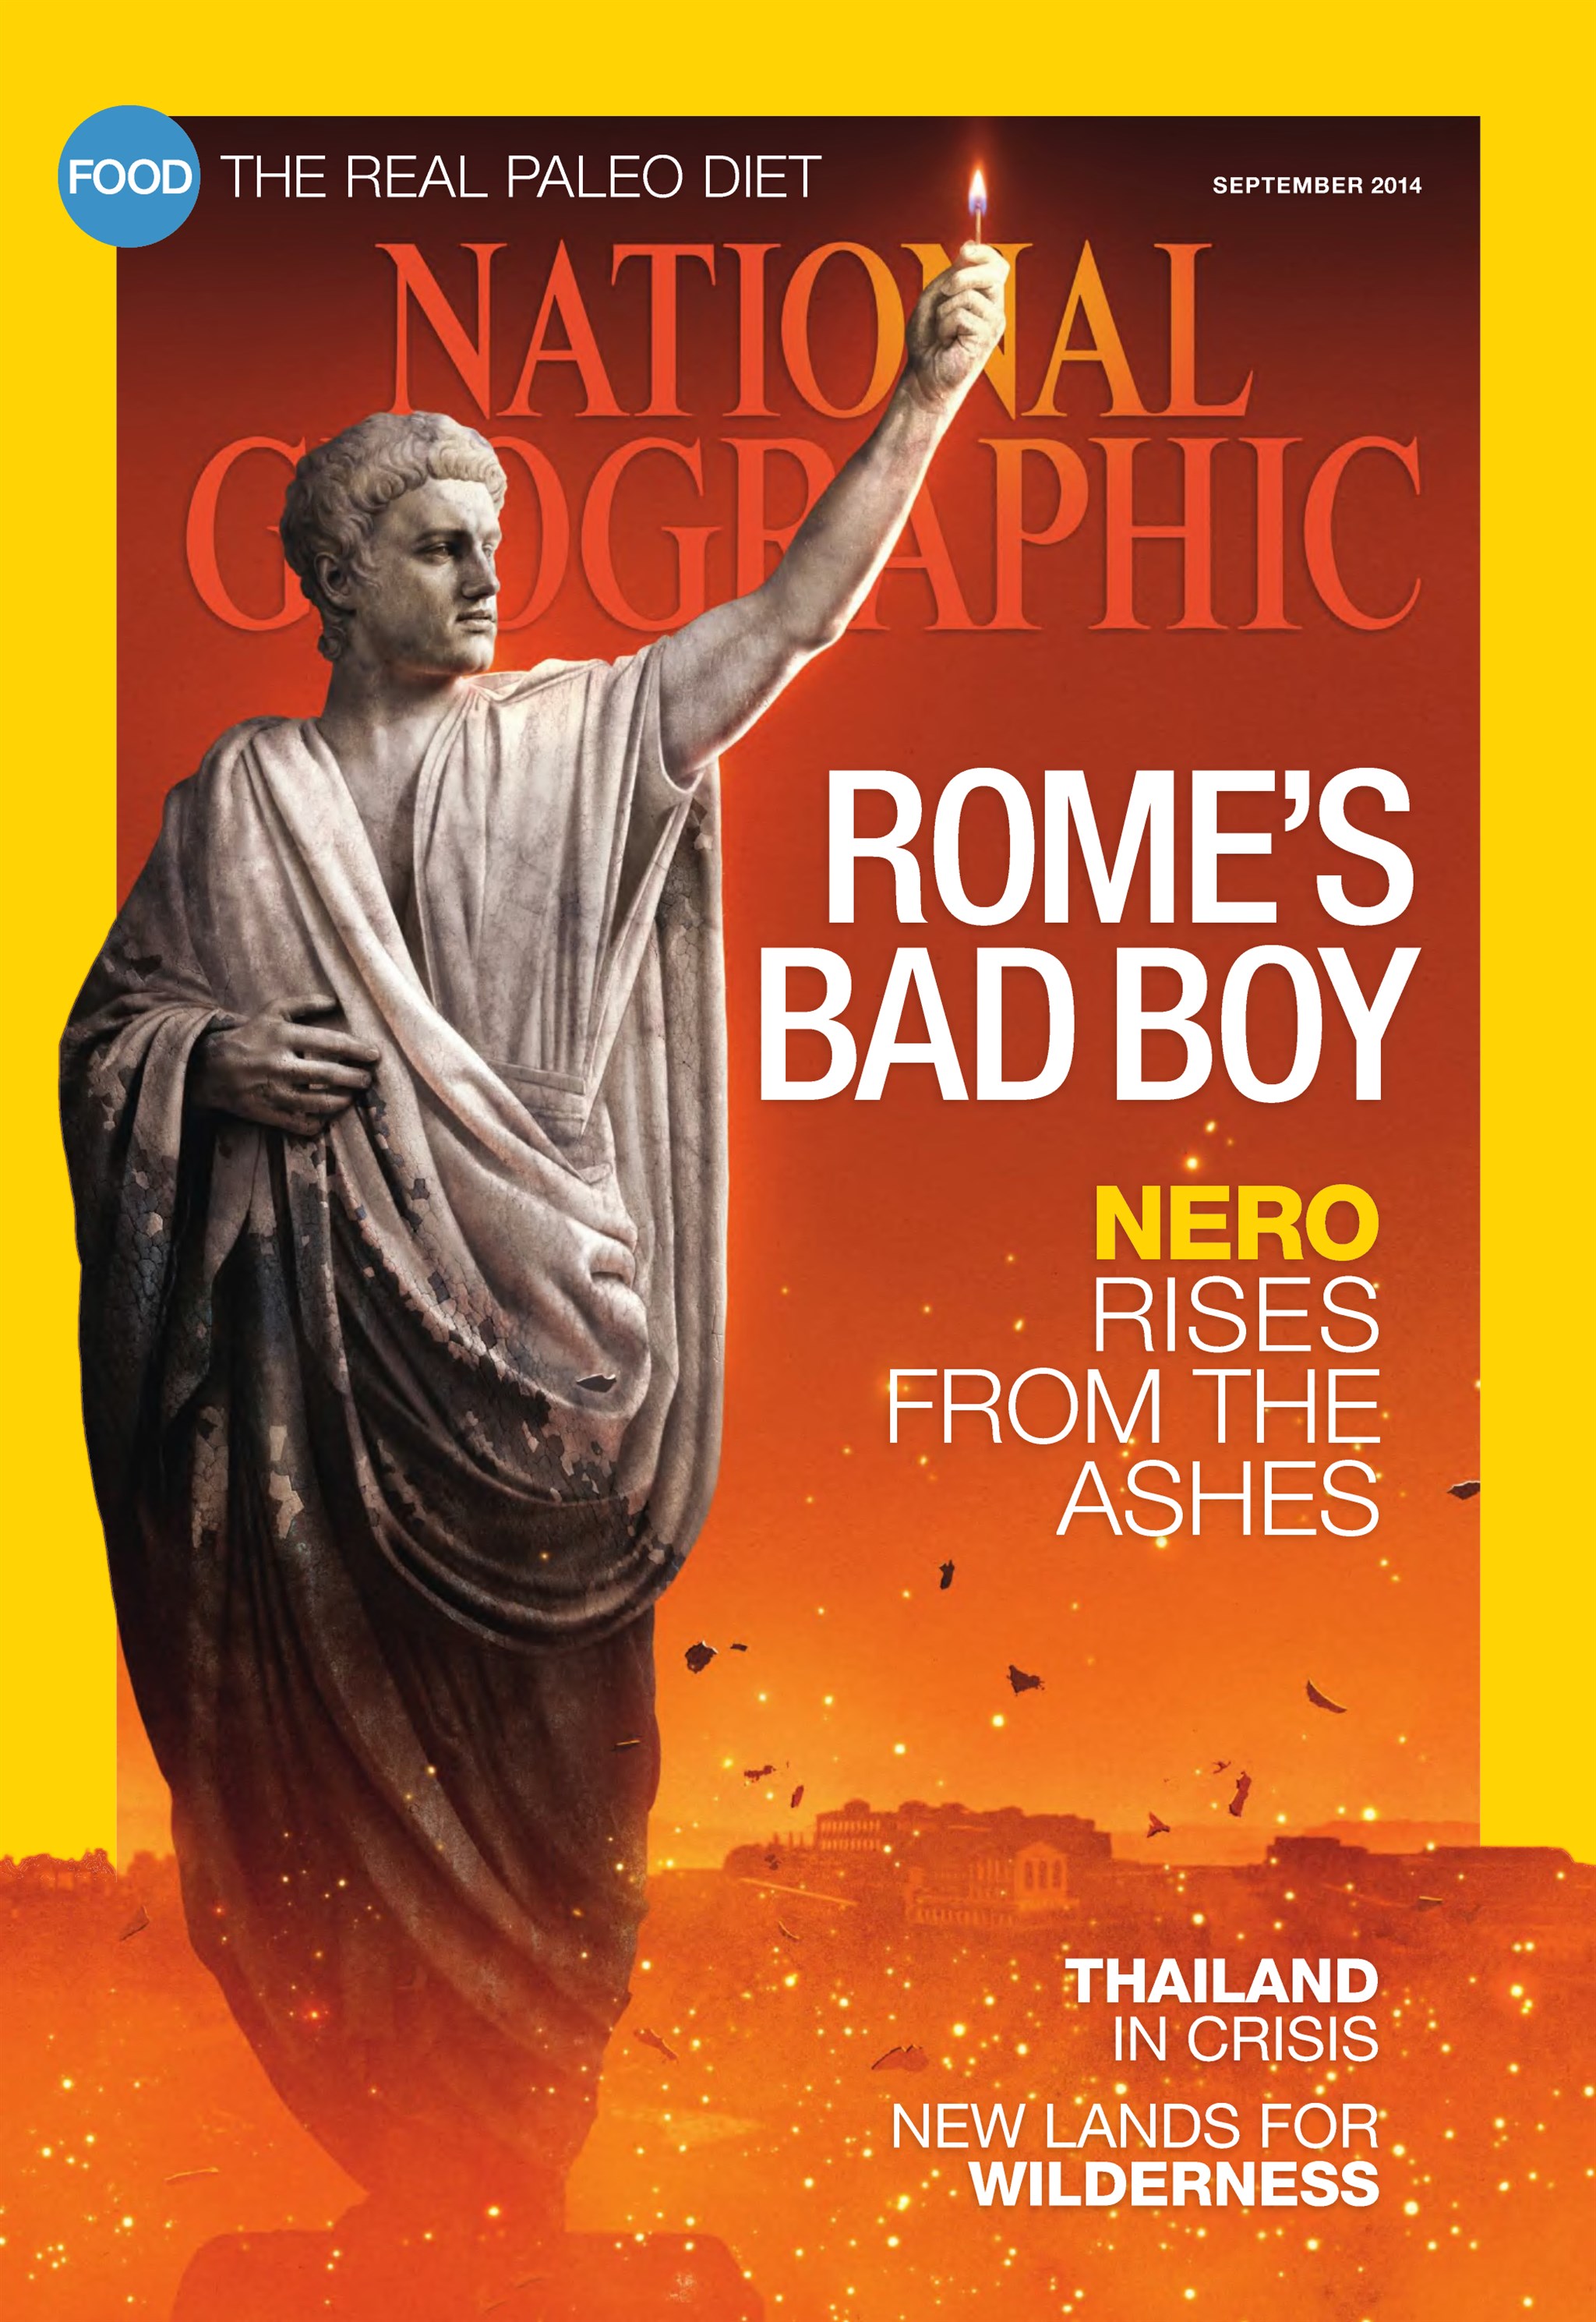 FOOD THE REAL PALEO DIET
SEPTEMBER 2014
NATIONAL
GEOGRAPHIC
ROME'S
BAD BOY
NERO
RISES
FROM THE
ASHES
THAILAND
IN CRISIS
NEW LANDS FOR
WILDERNESS